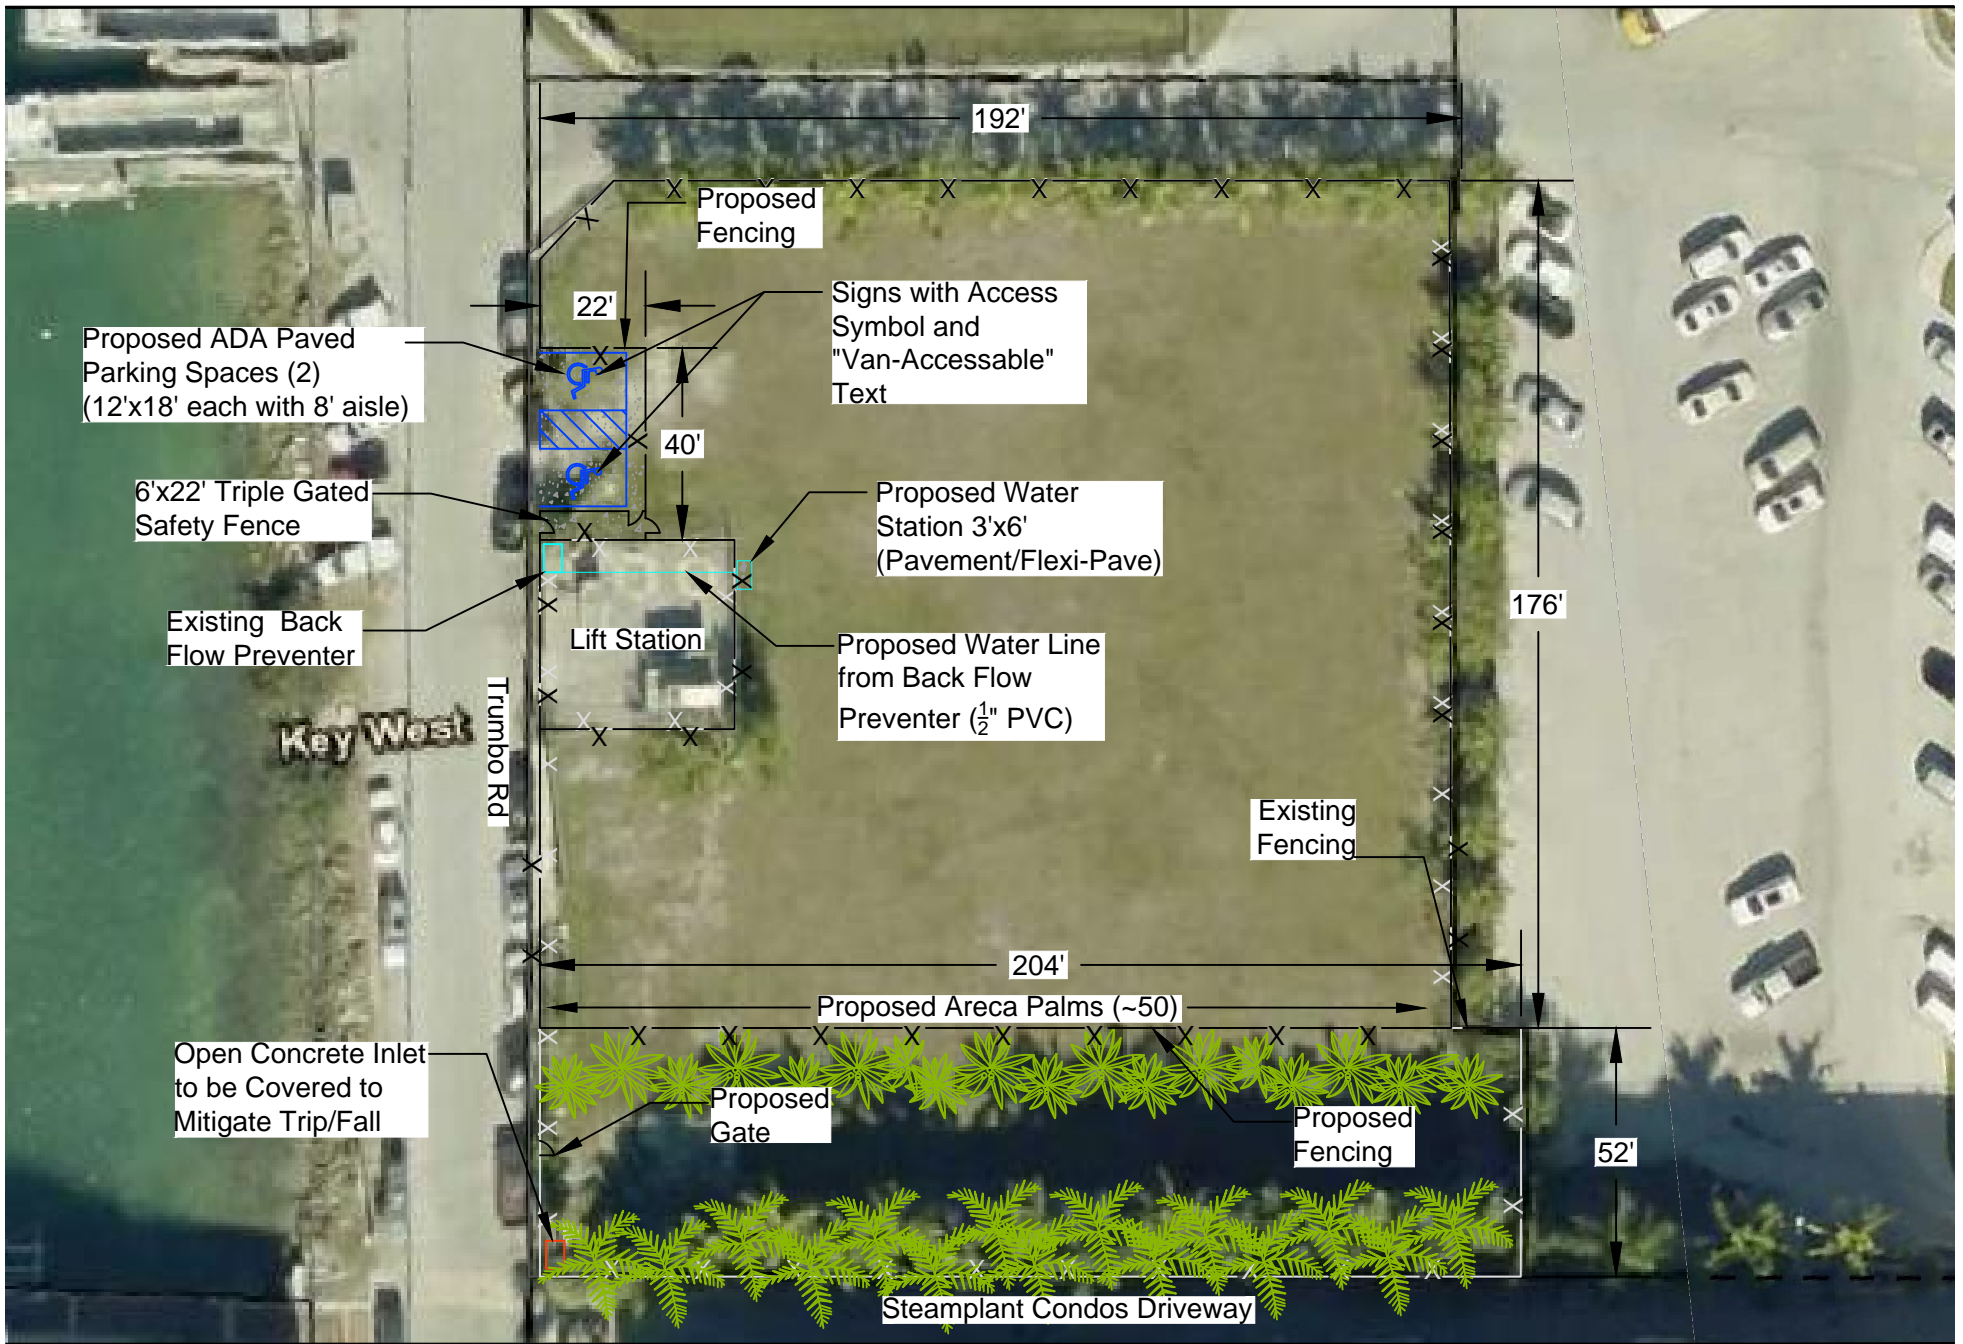 192'
Proposed
Fencing
22'
Signs with Access
Symbol and
"Van-Accessable"
Text
Proposed ADA Paved
Parking Spaces (2)
(12'x18' each with 8' aisle)
40'
6'x22' Triple Gated
Safety Fence
Proposed Water
Station 3'x6'
(Pavement/Flexi-Pave)
176'
Existing Back
Flow Preventer
Lift Station
Proposed Water Line
from Back Flow
Preventer (½" PVC)
Key West
Trumbo Rd
Existing
Fencing
204'
Proposed Areca Palms (~50)
Open Concrete Inlet
to be Covered to
Mitigate Trip/Fall
Proposed
Gate
Proposed
Fencing
52'
Steamplant Condos Driveway